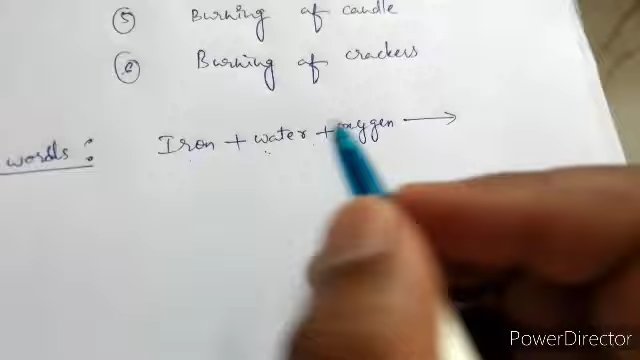 ⑤ Burning of candle
⑥ Burning of crackers
words : Iron + water + oxygen →
PowerDirector